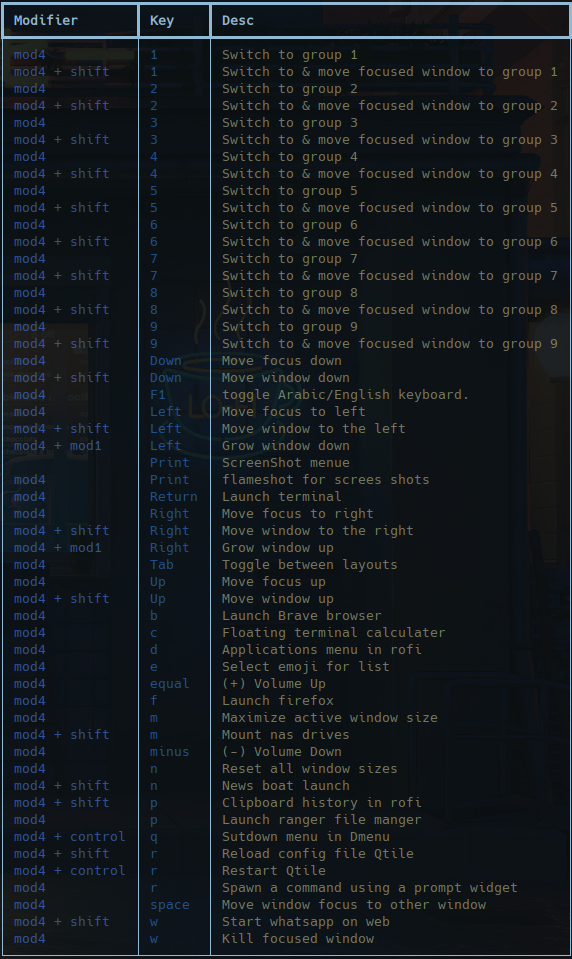 Modifier Key Desc
mod4 1 Switch to group 1
mod4 + shift 1 Switch to & move focused window to group 1
mod4 2 Switch to group 2
mod4 + shift 2 Switch to & move focused window to group 2
mod4 3 Switch to group 3
mod4 + shift 3 Switch to & move focused window to group 3
mod4 4 Switch to group 4
mod4 + shift 4 Switch to & move focused window to group 4
mod4 5 Switch to group 5
mod4 + shift 5 Switch to & move focused window to group 5
mod4 6 Switch to group 6
mod4 + shift 6 Switch to & move focused window to group 6
mod4 7 Switch to group 7
mod4 + shift 7 Switch to & move focused window to group 7
mod4 8 Switch to group 8
mod4 + shift 8 Switch to & move focused window to group 8
mod4 9 Switch to group 9
mod4 + shift 9 Switch to & move focused window to group 9
mod4 Down Move focus down
mod4 + shift Down Move window down
mod4 F1 toggle Arabic/English keyboard.
mod4 Left Move focus to left
mod4 + shift Left Move window to the left
mod4 + mod1 Left Grow window down
Print ScreenShot menue
mod4 Print flameshot for screes shots
mod4 Return Launch terminal
mod4 Right Move focus to right
mod4 + shift Right Move window to the right
mod4 + mod1 Right Grow window up
mod4 Tab Toggle between layouts
mod4 Up Move focus up
mod4 + shift Up Move window up
mod4 b Launch Brave browser
mod4 c Floating terminal calculater
mod4 d Applications menu in rofi
mod4 e Select emoji for list
mod4 equal (+) Volume Up
mod4 f Launch firefox
mod4 m Maximize active window size
mod4 + shift m Mount nas drives
mod4 minus (-) Volume Down
mod4 n Reset all window sizes
mod4 + shift n News boat launch
mod4 + shift p Clipboard history in rofi
mod4 p Launch ranger file manger
mod4 + control q Sutdown menu in Dmenu
mod4 + shift r Reload config file Qtile
mod4 + control r Restart Qtile
mod4 r Spawn a command using a prompt widget
mod4 space Move window focus to other window
mod4 + shift w Start whatsapp on web
mod4 w Kill focused window